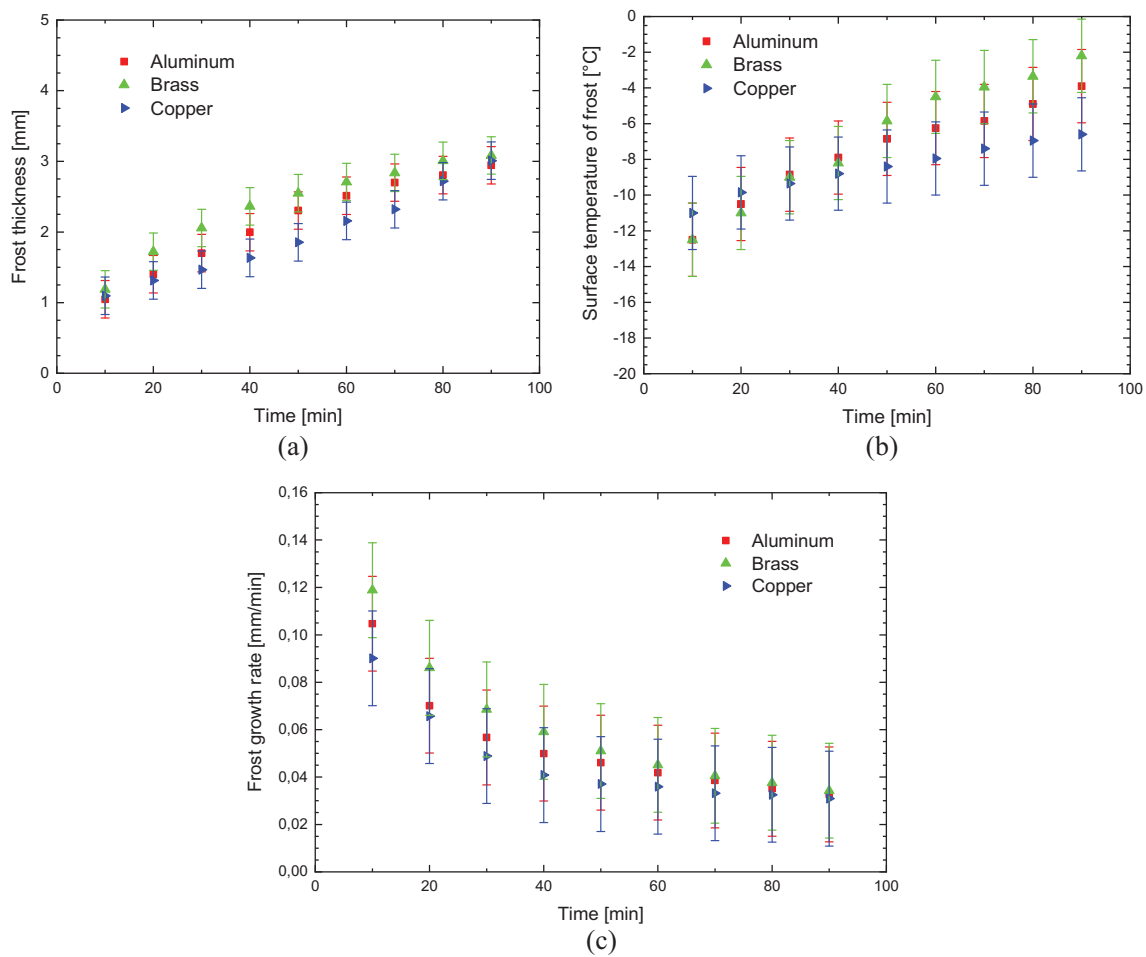 5
4
3
2
1
0
Frost thickness [mm]
Aluminum
Brass
Copper
0 20 40 60 80 100
Time [min]
(a)
0
-2
-4
-6
-8
-10
-12
-14
-16
-18
-20
Surface temperature of frost [°C]
Aluminum
Brass
Copper
0 20 40 60 80 100
Time [min]
(b)
0,16
0,14
0,12
0,10
0,08
0,06
0,04
0,02
0,00
Frost growth rate [mm/min]
Aluminum
Brass
Copper
0 20 40 60 80 100
Time [min]
(c)